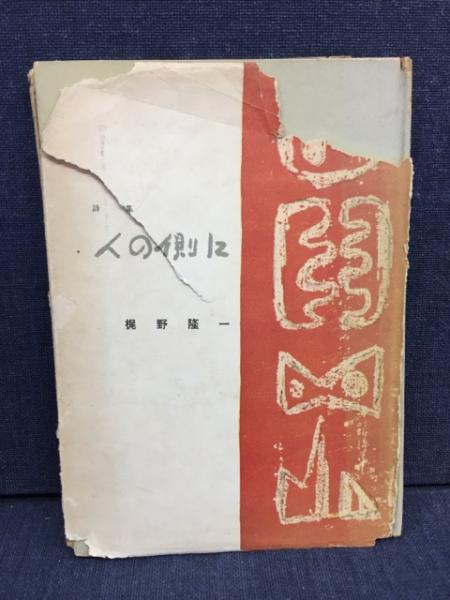 詩集
人の側に
梶野隆一